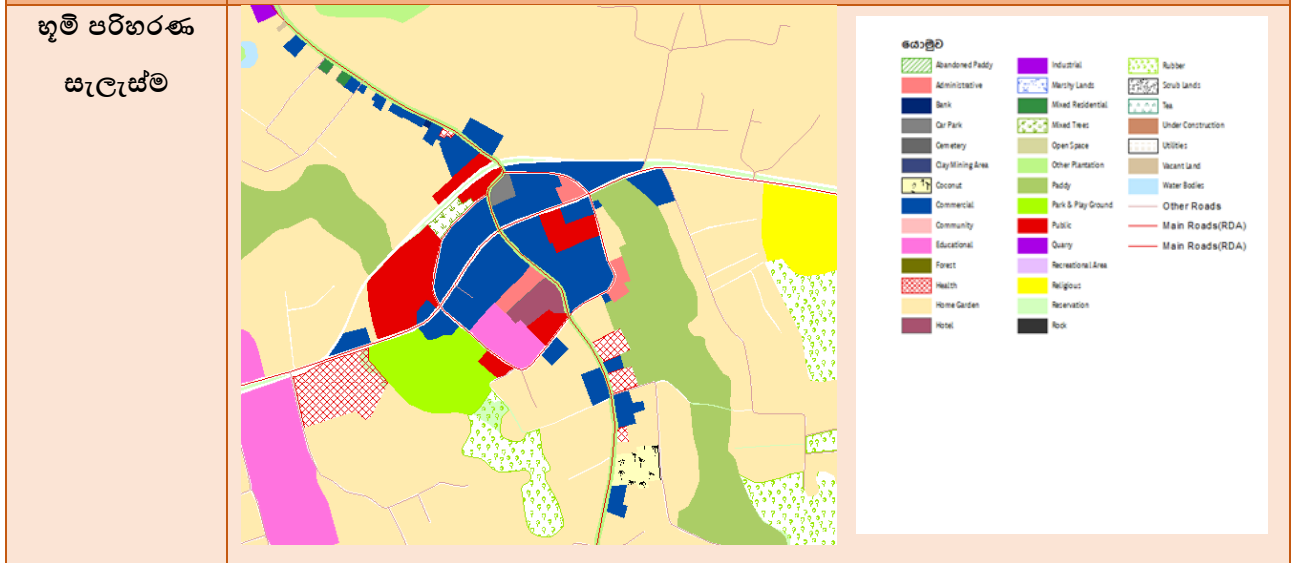 භූමි පරිහරණ
සැලැස්ම
යොමුව
Abandoned Paddy
Administrative
Bank
Car Park
Cemetery
Clay Mining Area
Coconut
Commercial
Community
Educational
Forest
Health
Home Garden
Hotel
Industrial
Marshy Lands
Mixed Residential
Mixed Trees
Open Space
Other Plantation
Paddy
Park & Play Ground
Public
Quarry
Recreational Area
Religious
Reservation
Rock
Rubber
Scrub Lands
Tea
Under Construction
Utilities
Vacant Land
Water Bodies
Other Roads
Main Roads(RDA)
Main Roads(RDA)